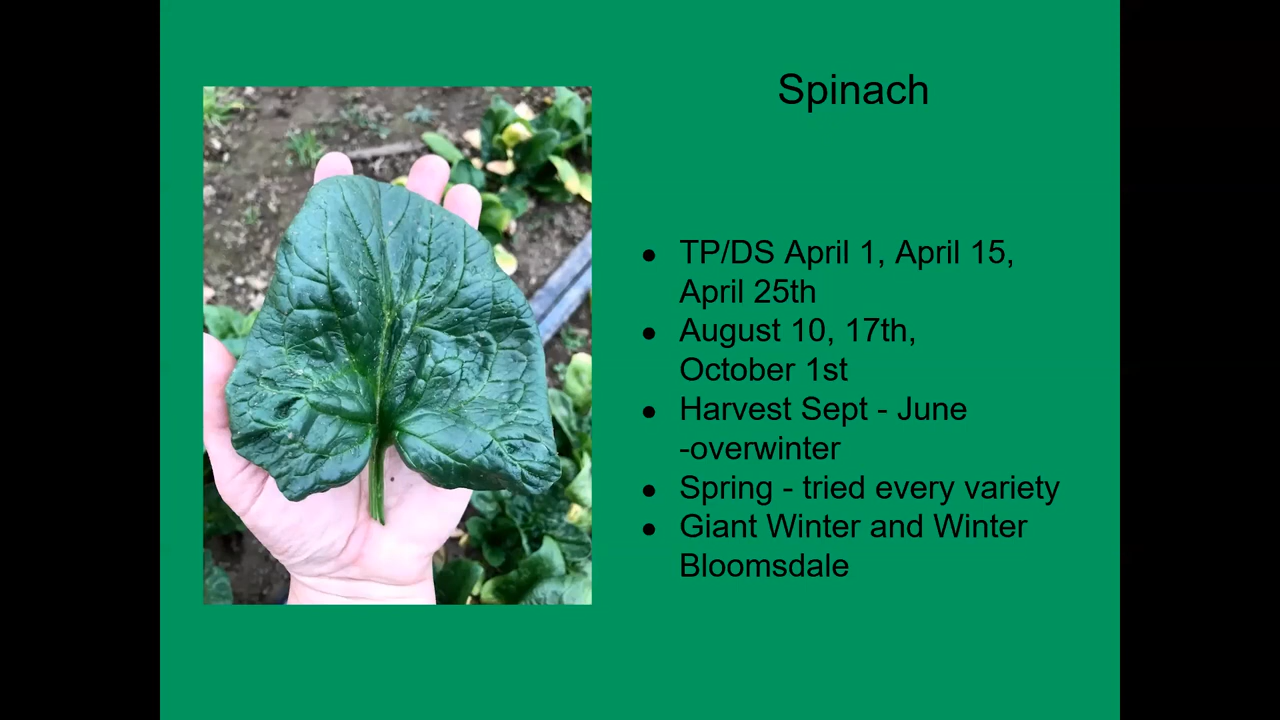 Spinach
● TP/DS April 1, April 15,
April 25th
● August 10, 17th,
October 1st
● Harvest Sept - June
-overwinter
● Spring - tried every variety
● Giant Winter and Winter
Bloomsdale